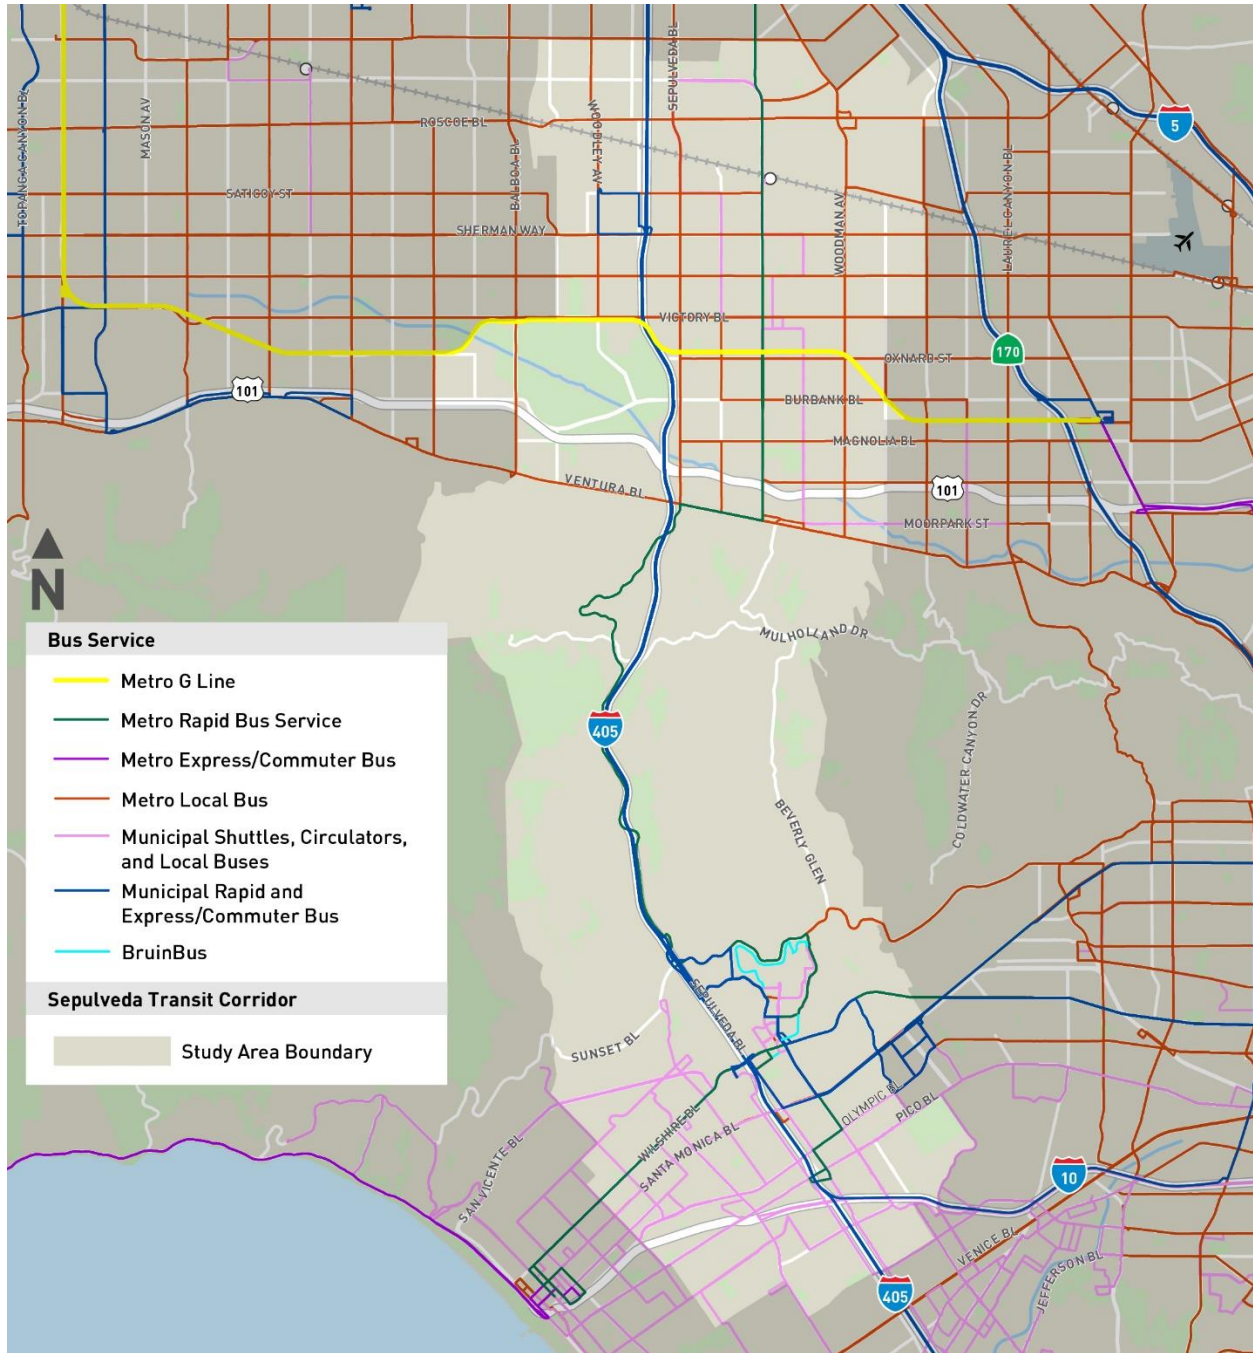 TOPANGA CANYON BL
MASON AV
ROSCOE BL
SATICOY ST
BALBOA BL
SHERMAN WAY
WOODLEY AV
SEPULVEDA BL
WOODMAN AV
LAUREL CANYON BL
5
VICTORY BL
170
OXNARD ST
101
BURBANK BL
MAGNOLIA BL
VENTURA BL
101
MOORPARK ST
N
MULHOLLAND DR
405
COLDWATER CANYON DR
BEVERLY GLEN
Bus Service
Metro G Line
Metro Rapid Bus Service
Metro Express/Commuter Bus
Metro Local Bus
Municipal Shuttles, Circulators,
and Local Buses
Municipal Rapid and
Express/Commuter Bus
BruinBus
Sepulveda Transit Corridor
Study Area Boundary
SEPULVEDA BL
SUNSET BL
OLYMPIC BL
PICO BL
WILSHIRE BL
SANTA MONICA BL
SAN VICENTE BL
10
VENICE BL
JEFFERSON BL
405